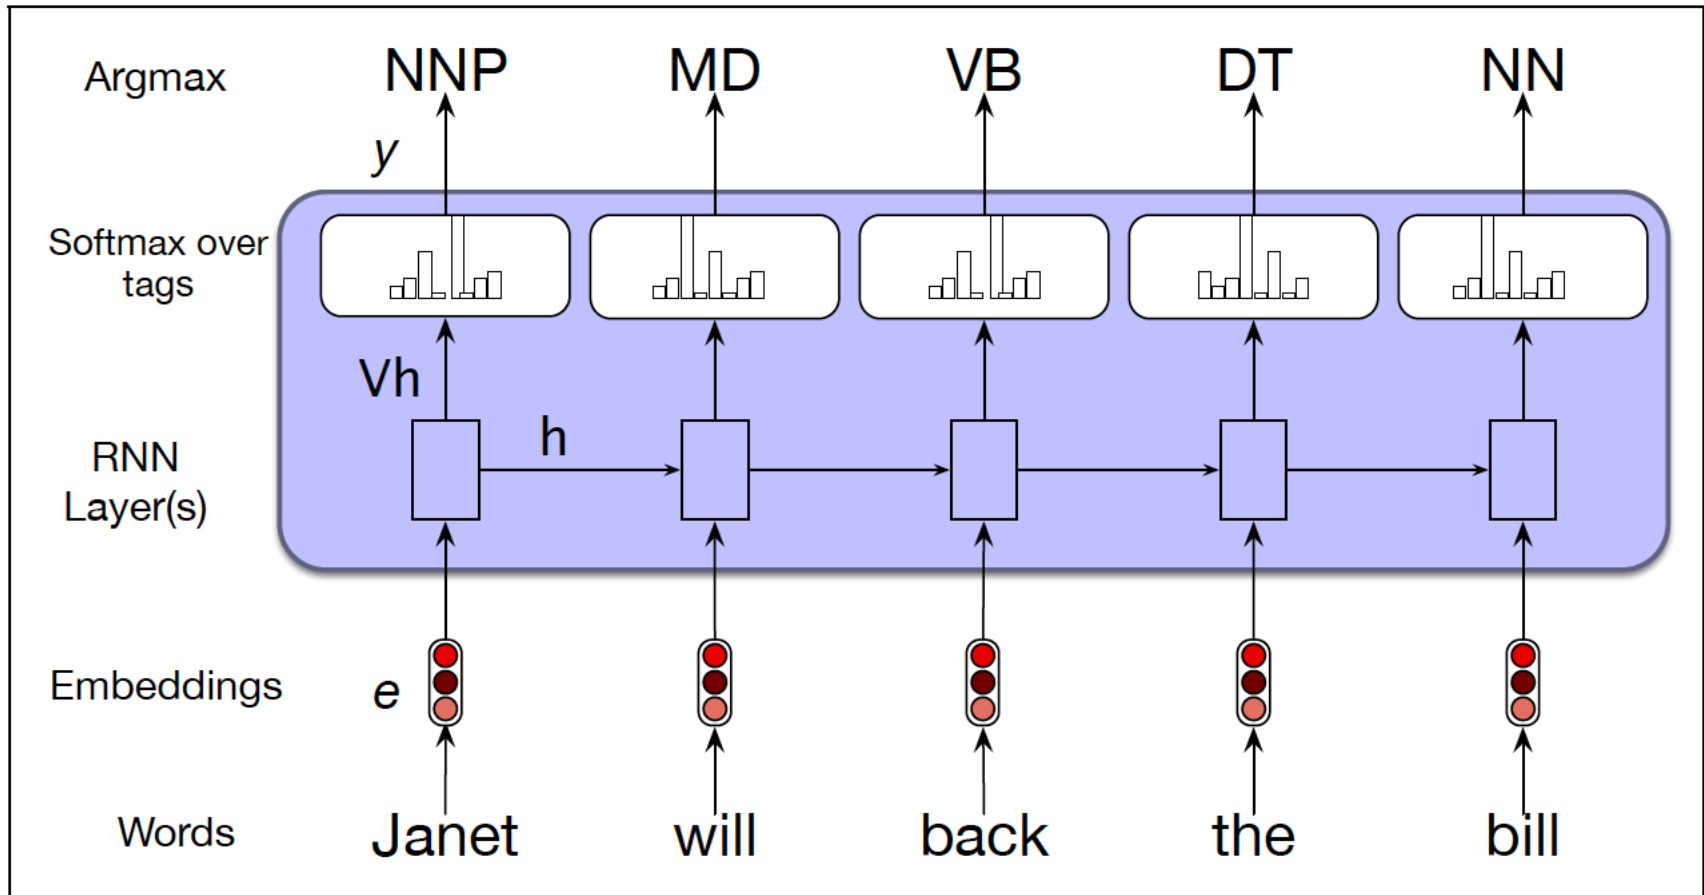 Argmax NNP MD VB DT NN
y
Softmax over
tags
Vh
h
RNN
Layer(s)
Embeddings e
Words Janet will back the bill